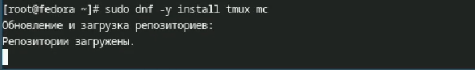 [root@fedora ~]# sudo dnf -y install tmux mc
Обновление и загрузка репозиториев:
Репозитории загружены.